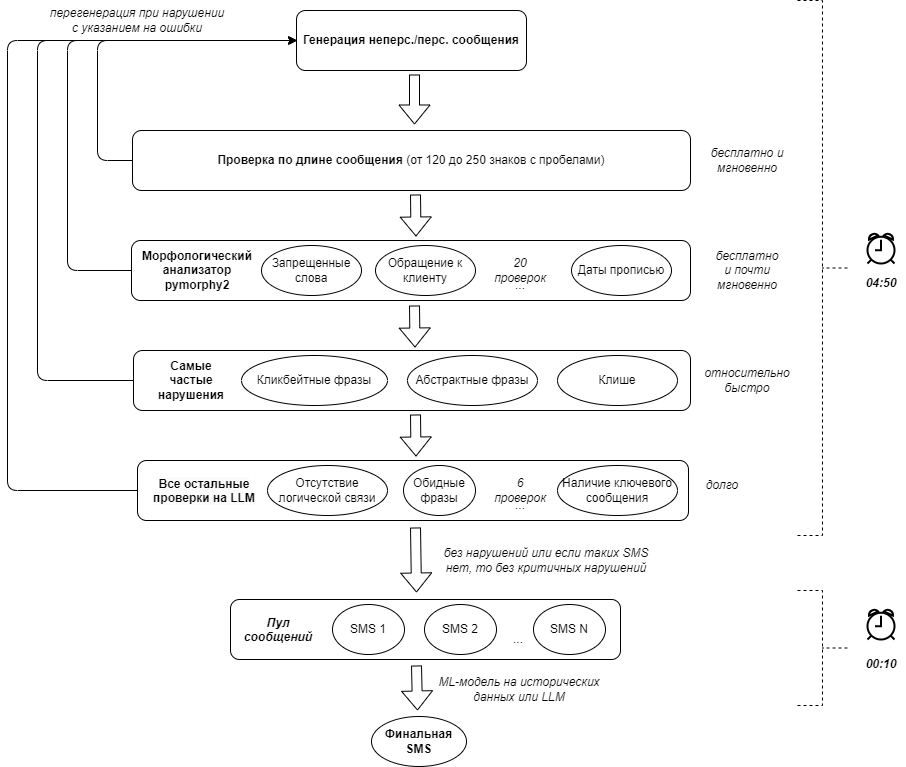 перегенерация при нарушении
с указанием на ошибки
Генерация неперс./перс. сообщения
Проверка по длине сообщения (от 120 до 250 знаков с пробелами)
бесплатно и
мгновенно
Морфологический
анализатор
pymorphy2
Запрещенные
слова
Обращение к
клиенту
20
проверок
...
Даты прописью
бесплатно
и почти
мгновенно
04:50
Самые
частые
нарушения
Кликбейтные фразы
Абстрактные фразы
Клише
относительно
быстро
Все остальные
проверки на LLM
Отсутствие
логической связи
Обидные
фразы
6
проверок
...
Наличие ключевого
сообщения
долго
без нарушений или если таких SMS
нет, то без критичных нарушений
Пул
сообщений
SMS 1
SMS 2
...
SMS N
00:10
ML-модель на исторических
данных или LLM
Финальная
SMS